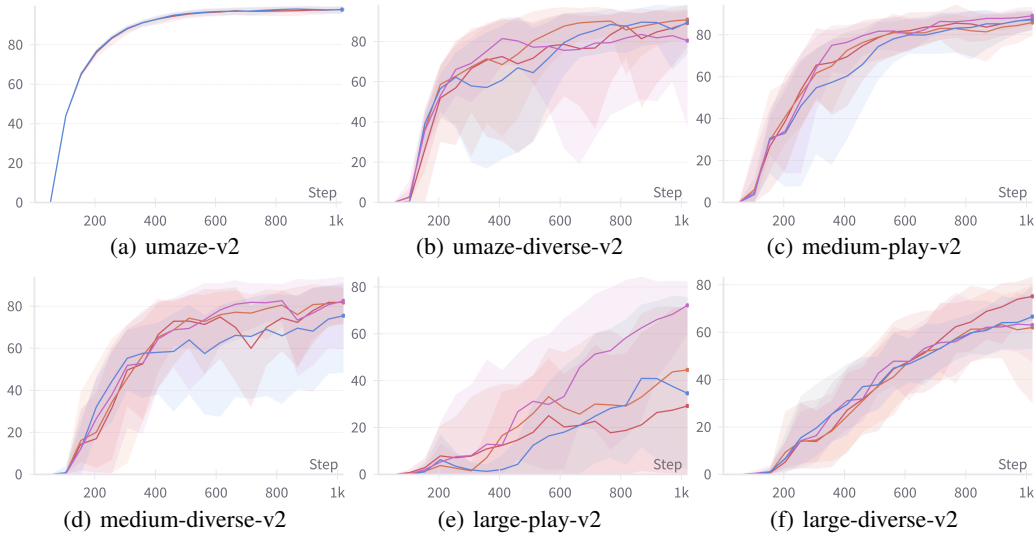 80
60
40
20
0
Step
200 400 600 800 1k
(a) umaze-v2
80
60
40
20
0
Step
200 400 600 800 1k
(b) umaze-diverse-v2
80
60
40
20
0
Step
200 400 600 800 1k
(c) medium-play-v2
80
60
40
20
0
Step
200 400 600 800 1k
(d) medium-diverse-v2
80
60
40
20
0
Step
200 400 600 800 1k
(e) large-play-v2
80
60
40
20
0
Step
200 400 600 800 1k
(f) large-diverse-v2